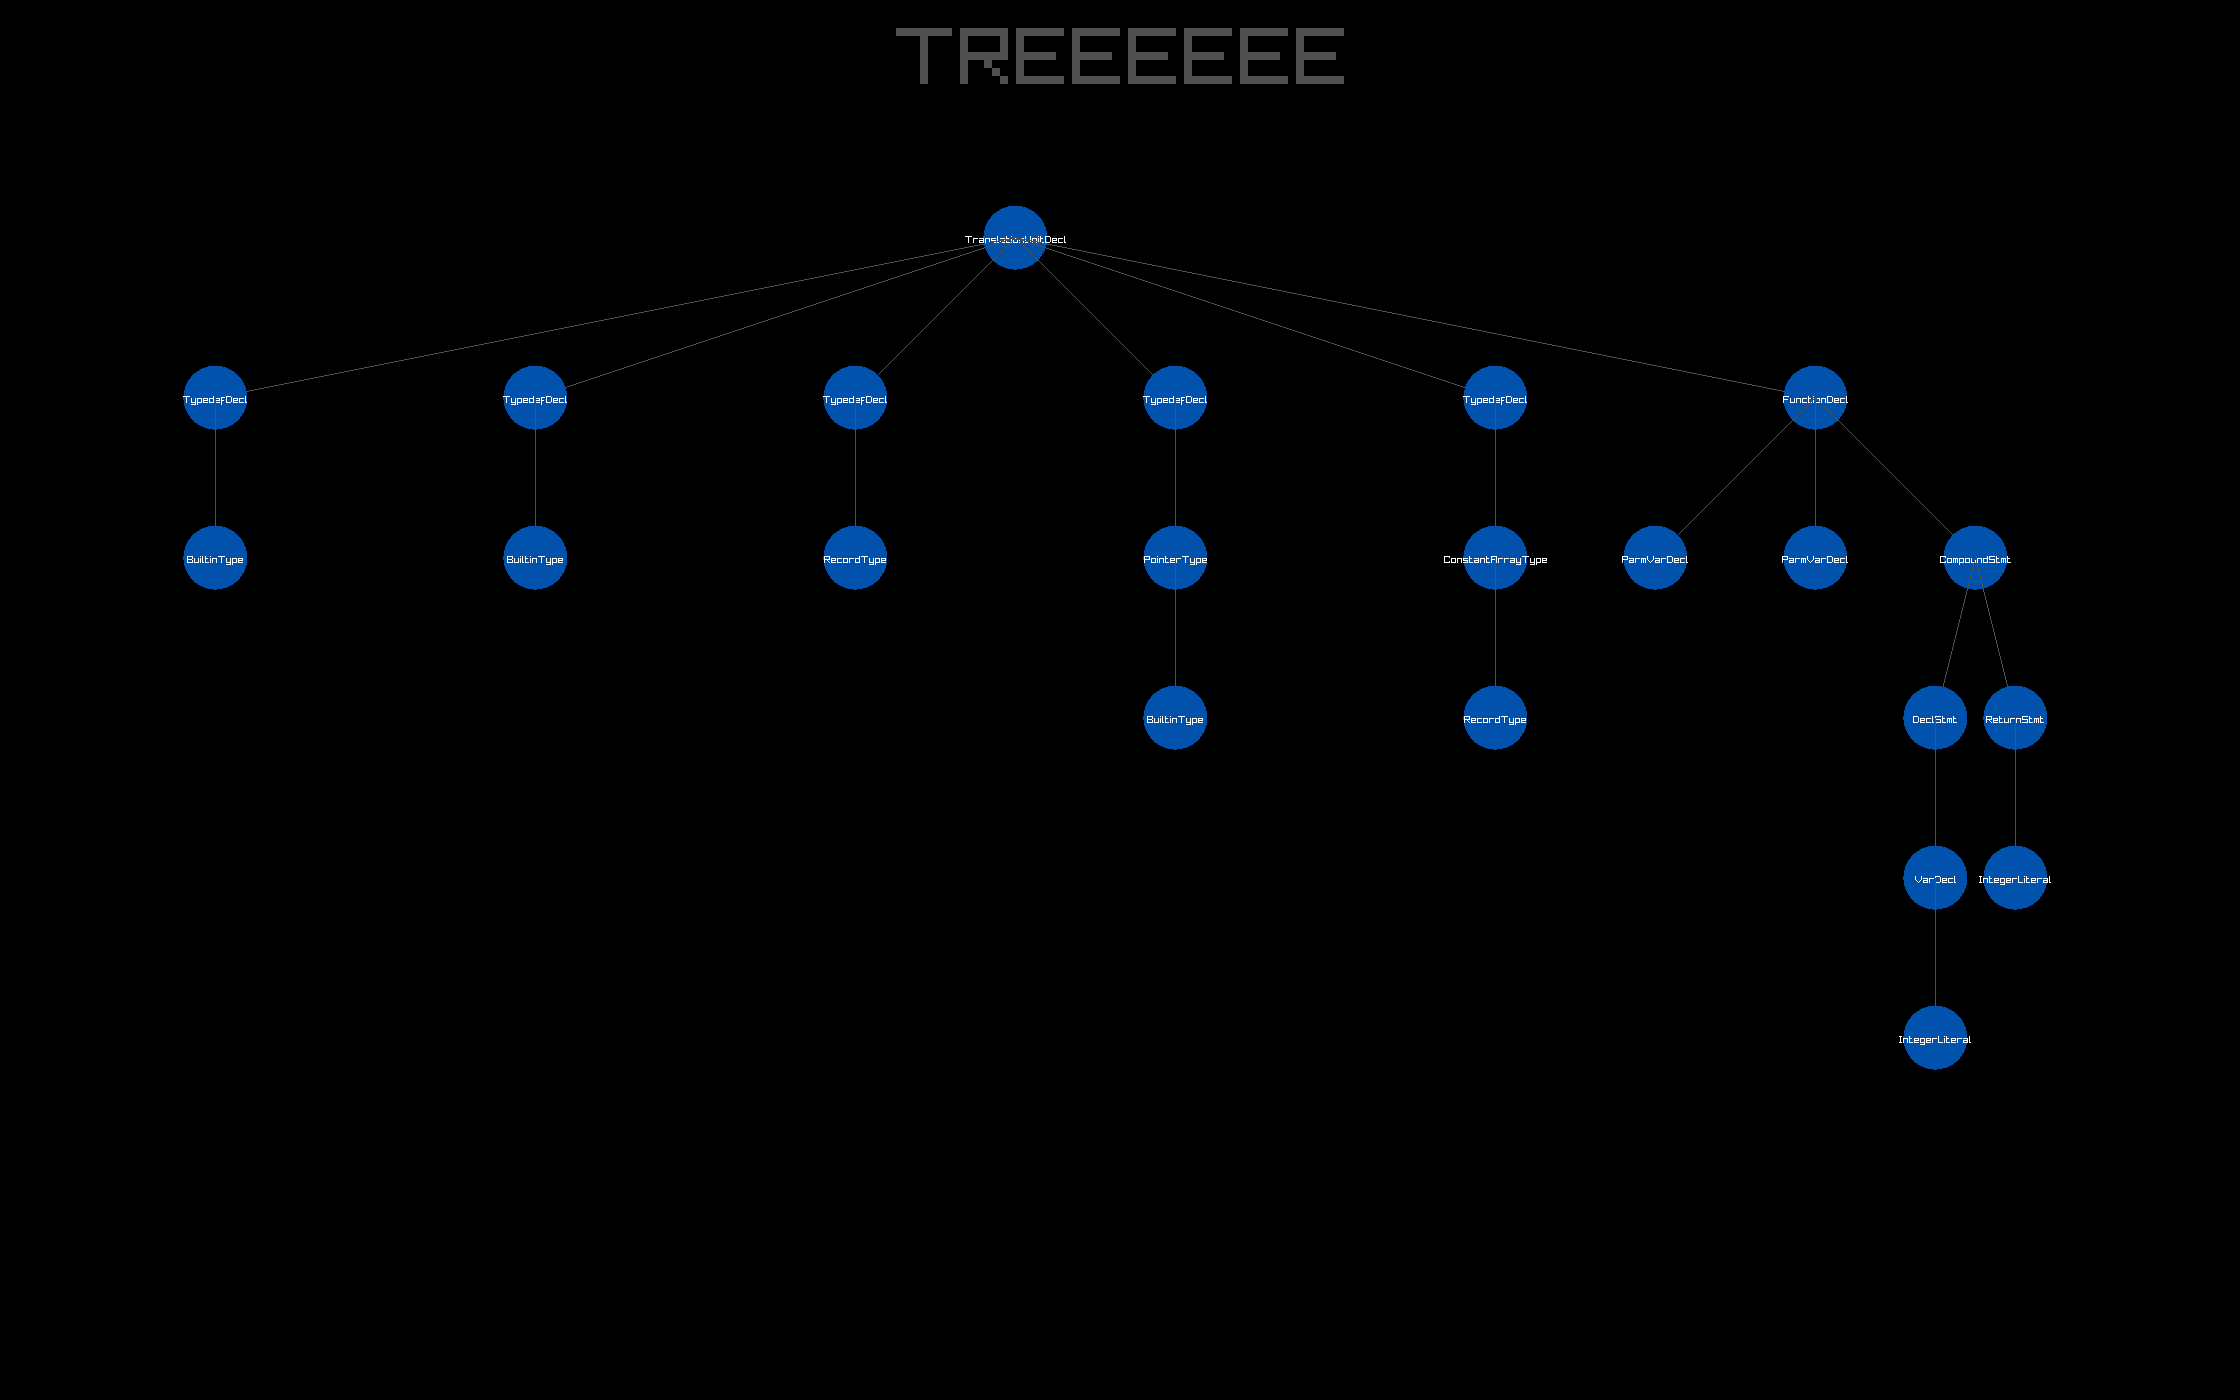 TREEEEEE
TranslationUnitDecl
TypedefDecl TypedefDecl TypedefDecl TypedefDecl TypedefDecl FunctionDecl
BuiltinType BuiltinType RecordType PointerType ConstantArrayType ParmVarDecl ParmVarDecl CompoundStmt
BuiltinType RecordType DeclStmt ReturnStmt
VarDecl IntegerLiteral
IntegerLiteral